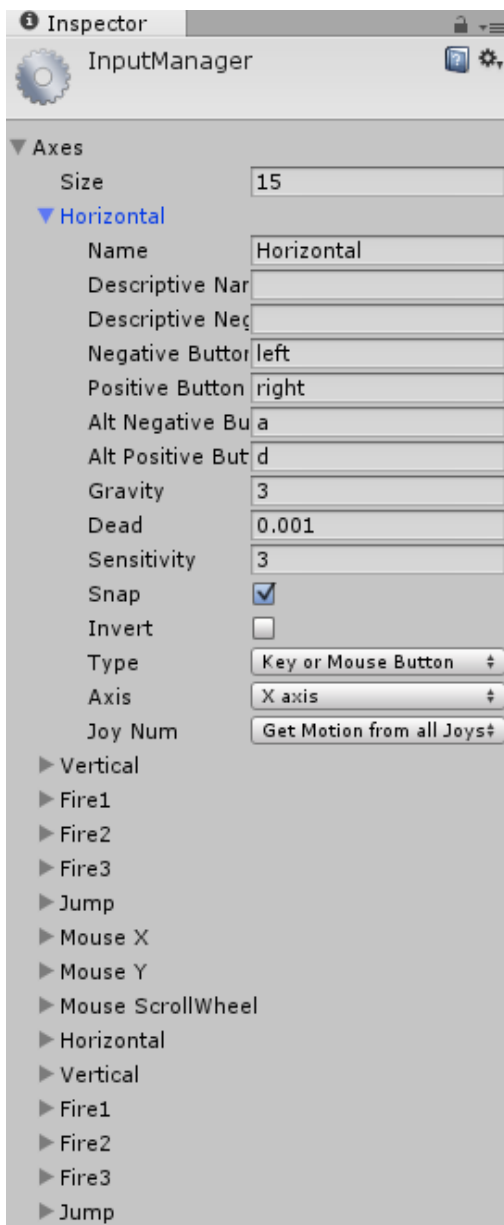 Inspector
InputManager
Axes
Size 15
Horizontal
Name Horizontal
Descriptive Nar
Descriptive Neg
Negative Buttor left
Positive Button right
Alt Negative Bu a
Alt Positive But d
Gravity 3
Dead 0.001
Sensitivity 3
Snap
Invert
Type Key or Mouse Button
Axis X axis
Joy Num Get Motion from all Joys
Vertical
Fire1
Fire2
Fire3
Jump
Mouse X
Mouse Y
Mouse ScrollWheel
Horizontal
Vertical
Fire1
Fire2
Fire3
Jump